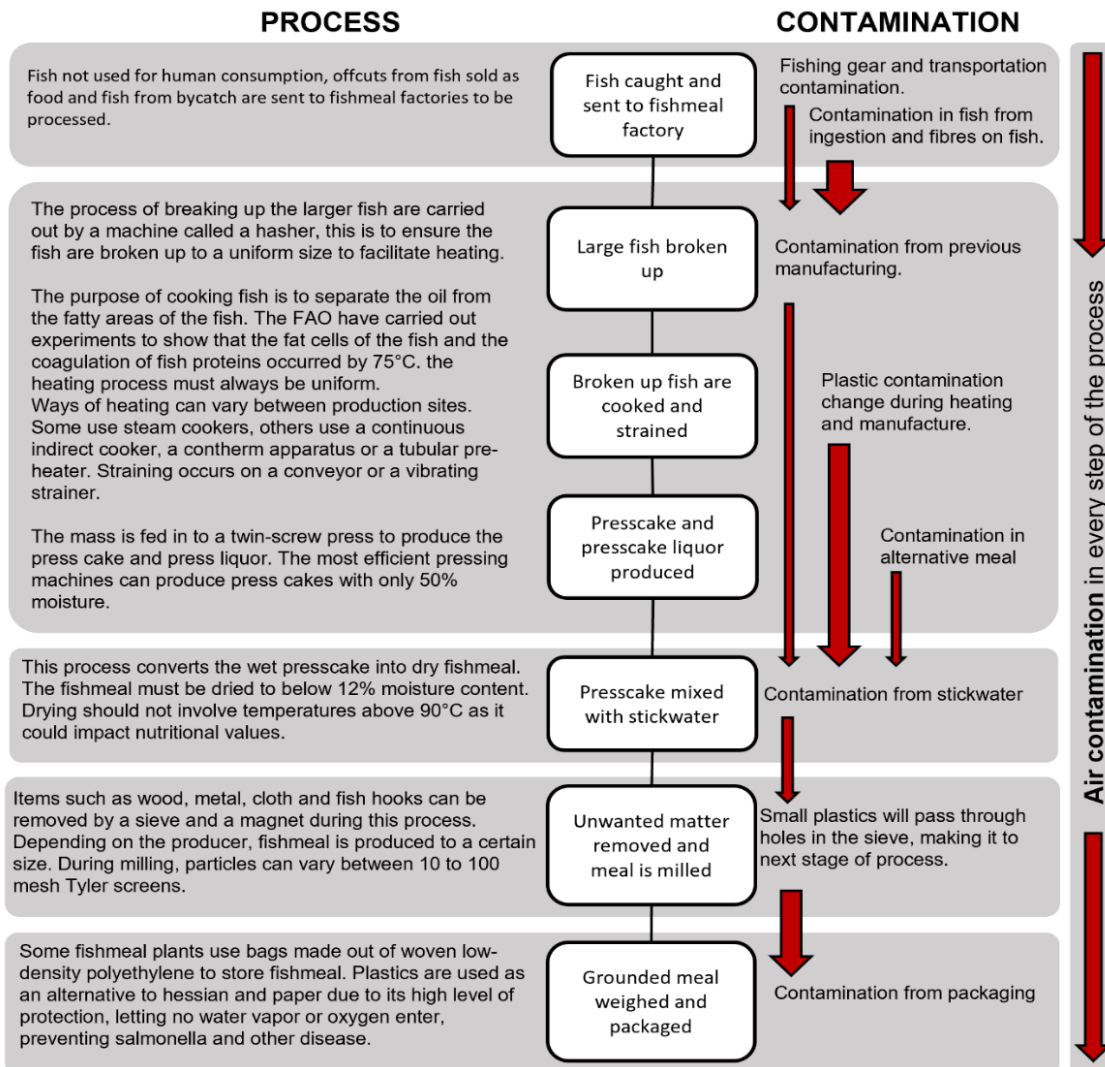 PROCESS
CONTAMINATION
Fish not used for human consumption, offcuts from fish sold as
food and fish from bycatch are sent to fishmeal factories to be
processed.
Fish caught and
sent to fishmeal
factory
Fishing gear and transportation
contamination.
Contamination in fish from
ingestion and fibres on fish.
The process of breaking up the larger fish are carried
out by a machine called a hasher, this is to ensure the
fish are broken up to a uniform size to facilitate heating.
Large fish broken
up
Contamination from previous
manufacturing.
The purpose of cooking fish is to separate the oil from
the fatty areas of the fish. The FAO have carried out
experiments to show that the fat cells of the fish and the
coagulation of fish proteins occurred by 75°C. the
heating process must always be uniform.
Ways of heating can vary between production sites.
Some use steam cookers, others use a continuous
indirect cooker, a contherm apparatus or a tubular pre-
heater. Straining occurs on a conveyor or a vibrating
strainer.
Broken up fish are
cooked and
strained
Plastic contamination
change during heating
and manufacture.
The mass is fed in to a twin-screw press to produce the
press cake and press liquor. The most efficient pressing
machines can produce press cakes with only 50%
moisture.
Presscake and
presscake liquor
produced
Contamination in
alternative meal
This process converts the wet presscake into dry fishmeal.
The fishmeal must be dried to below 12% moisture content.
Drying should not involve temperatures above 90°C as it
could impact nutritional values.
Presscake mixed
with stickwater
Contamination from stickwater
Items such as wood, metal, cloth and fish hooks can be
removed by a sieve and a magnet during this process.
Depending on the producer, fishmeal is produced to a certain
size. During milling, particles can vary between 10 to 100
mesh Tyler screens.
Unwanted matter
removed and
meal is milled
Small plastics will pass through
holes in the sieve, making it to
next stage of process.
Some fishmeal plants use bags made out of woven low-
density polyethylene to store fishmeal. Plastics are used as
an alternative to hessian and paper due to its high level of
protection, letting no water vapor or oxygen enter,
preventing salmonella and other disease.
Grounded meal
weighed and
packaged
Contamination from packaging
Air contamination in every step of the process